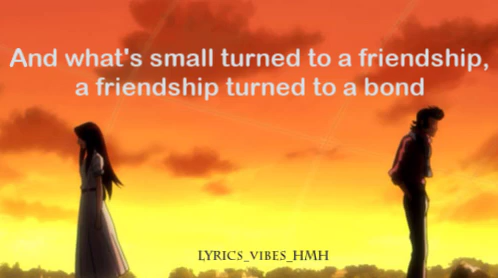 And what's small turned to a friendship,
a friendship turned to a bond
LYRICS_VIBES_HMH